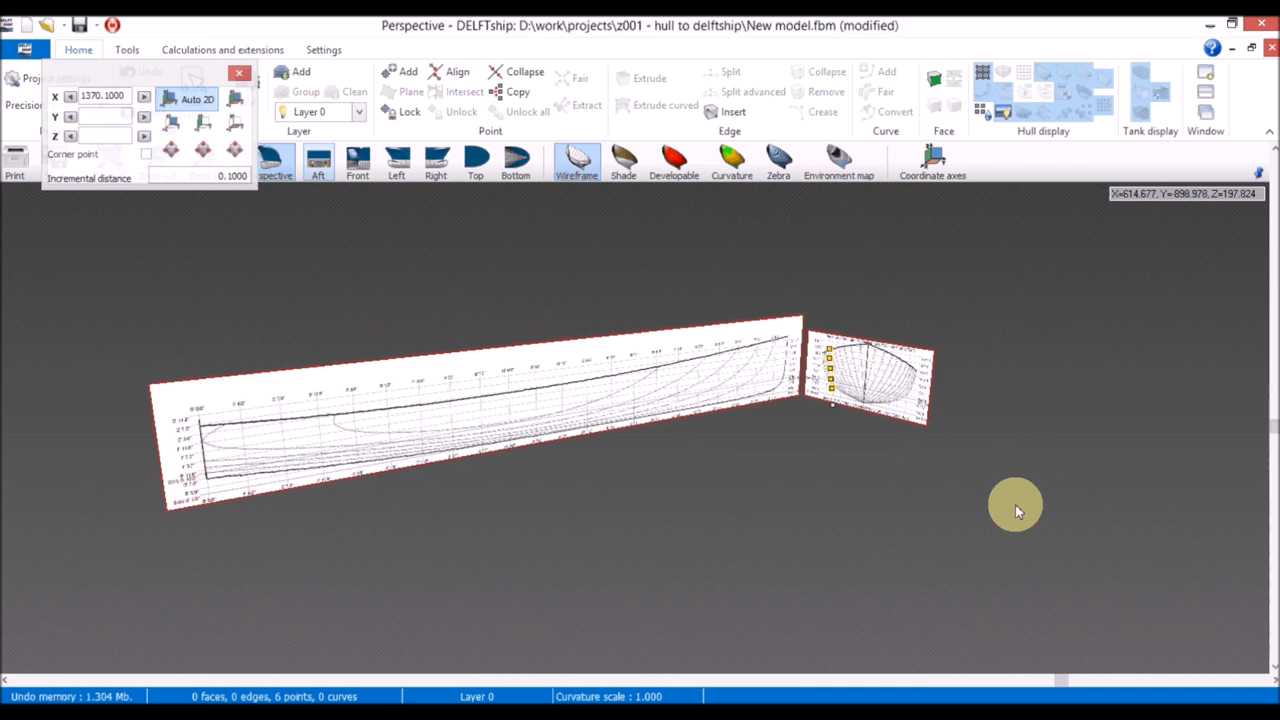 Perspective - DELFTship: D:\work\projects\z001 - hull to delftship\New model.fbm (modified)
Home Tools Calculations and extensions Settings
Project settings Undo Add Add Align Collapse Fair Extrude Split Collapse Add
X 1370.1000 Auto 2D
Precision Group Clean Plane Intersect Copy Extract Extrude curved Split advanced Remove Fair
Y
Layer 0 Lock Unlock Unlock all Insert Crease Convert
Z
Layer Point Edge Curve Face Hull display Tank display Window
Corner point
Print Aft Front Left Right Top Bottom Wireframe Shade Developable Curvature Zebra Environment map Coordinate axes
Incremental distance 0.1000
X=614.677, Y=-898.978, Z=197.824
Undo memory : 1.304 Mb. 0 faces, 0 edges, 6 points, 0 curves Layer 0 Curvature scale : 1.000